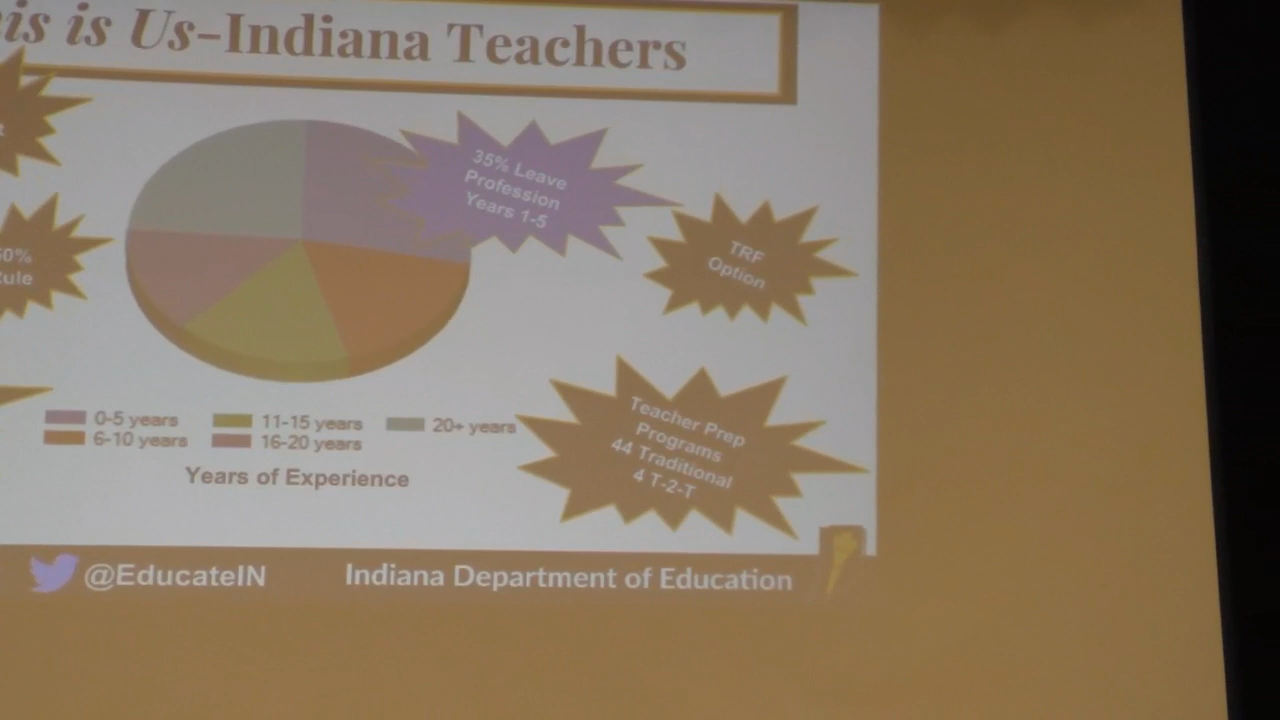 is is Us-Indiana Teachers
35% Leave
Profession
Years 1-5
TRF
Option
Teacher Prep
Programs
44 Traditional
4 T-2-T
0-5 years
11-15 years
20+ years
6-10 years
16-20 years
Years of Experience
@EducateIN
Indiana Department of Education